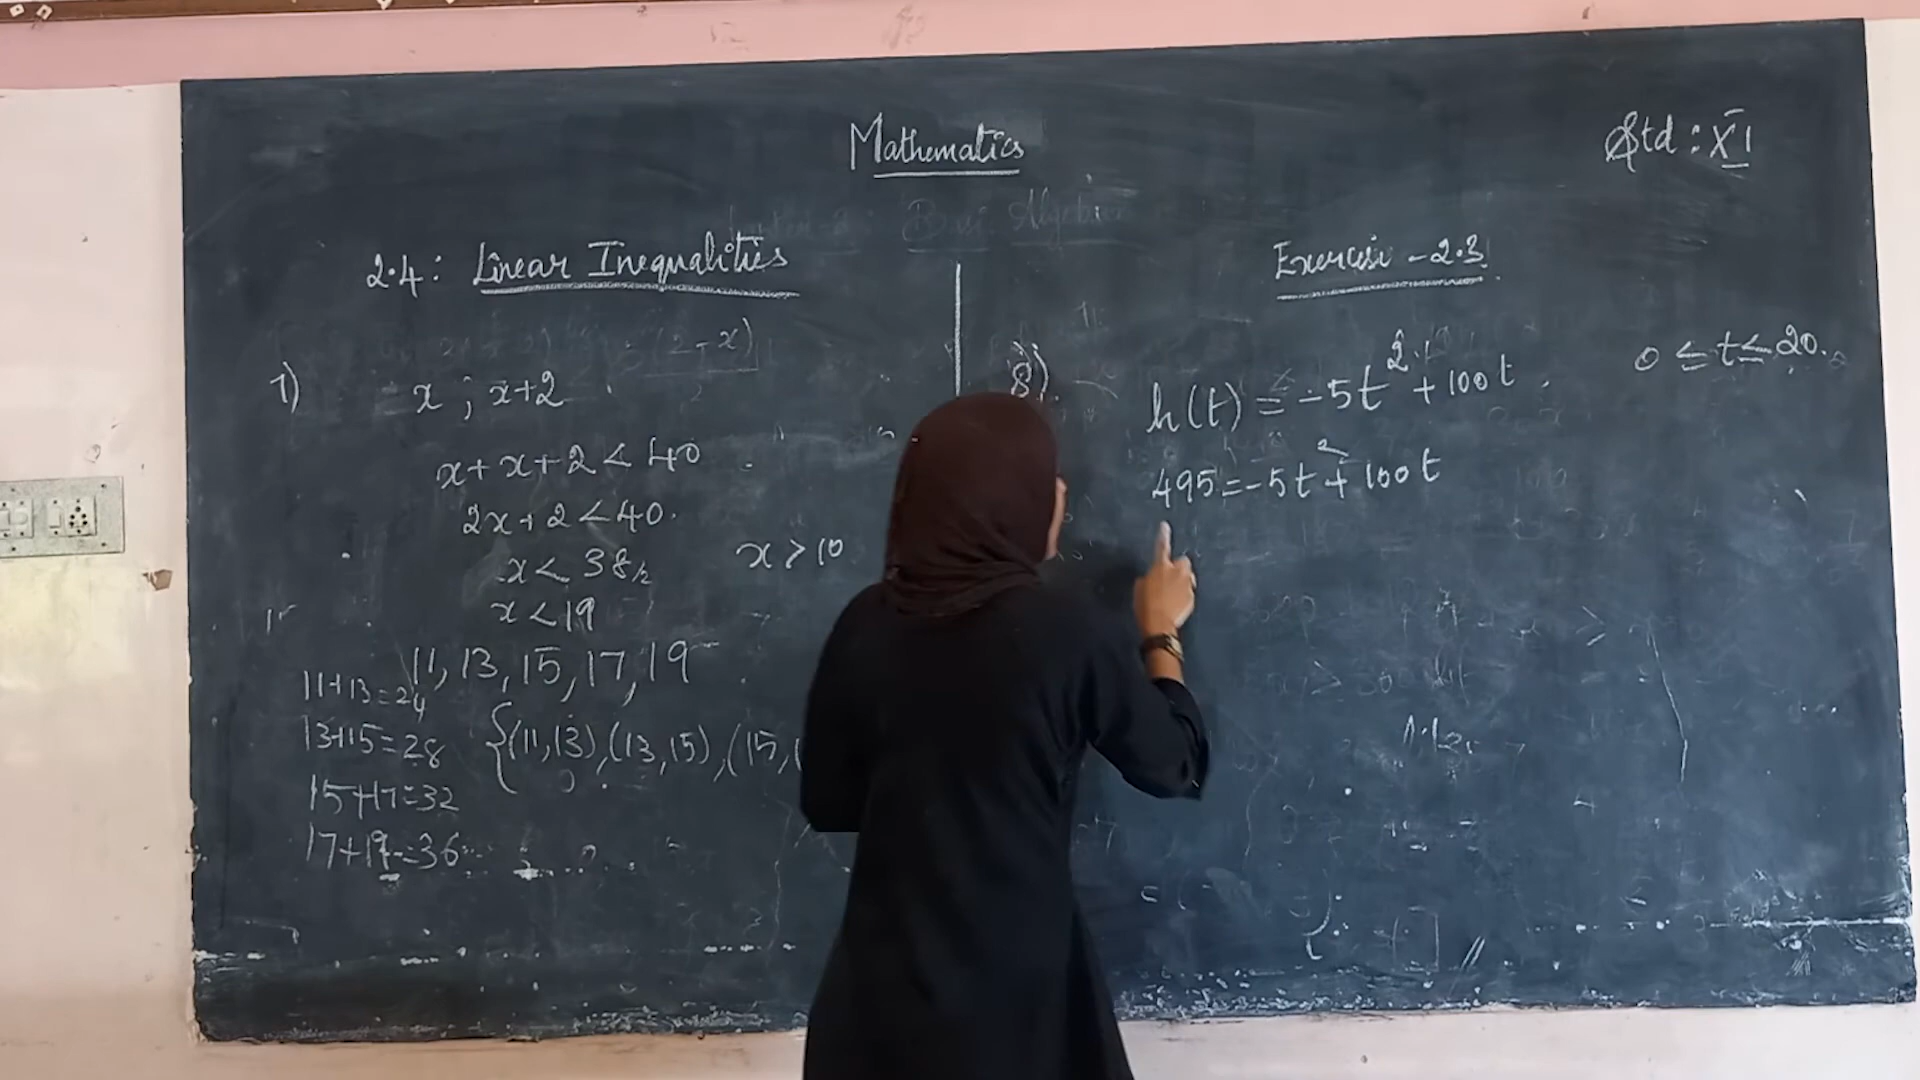 Mathematics
Std : XI
2.4 : Linear Inequalities
7)
x ; x+2
x + x + 2 < 40
2x + 2 < 40.
x < 38/2
x > 10
x < 19
11, 13, 15, 17, 19
11+13=24
13+15=28
15+17=32
17+19=36
{(11,13),(13,15),(15,
Exercise - 2.3
8)
h(t) = -5t² + 100t
0 ≤ t ≤ 20.
495 = -5t² + 100t